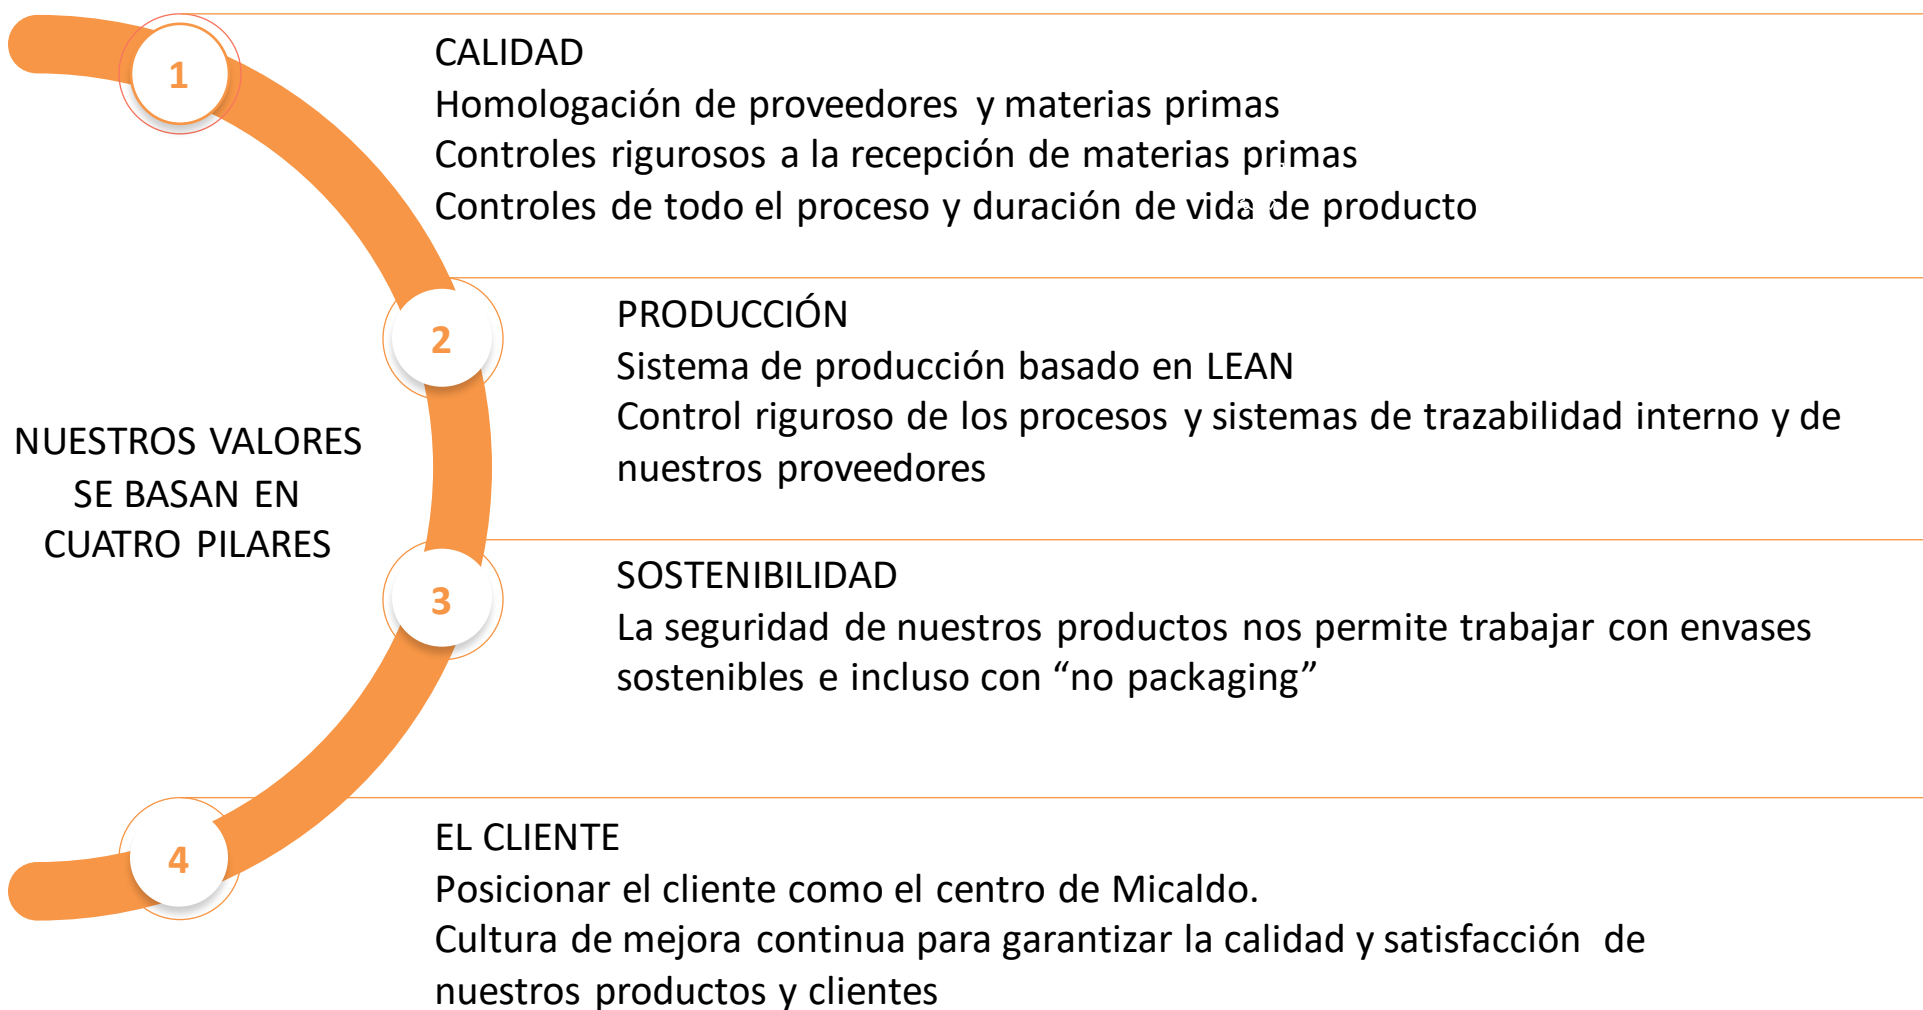 1
CALIDAD
Homologación de proveedores y materias primas
Controles rigurosos a la recepción de materias primas
Controles de todo el proceso y duración de vida de producto
2
PRODUCCIÓN
Sistema de producción basado en LEAN
Control riguroso de los procesos y sistemas de trazabilidad interno y de
nuestros proveedores
NUESTROS VALORES
SE BASAN EN
CUATRO PILARES
3
SOSTENIBILIDAD
La seguridad de nuestros productos nos permite trabajar con envases
sostenibles e incluso con “no packaging”
4
EL CLIENTE
Posicionar el cliente como el centro de Micaldo.
Cultura de mejora continua para garantizar la calidad y satisfacción de
nuestros productos y clientes